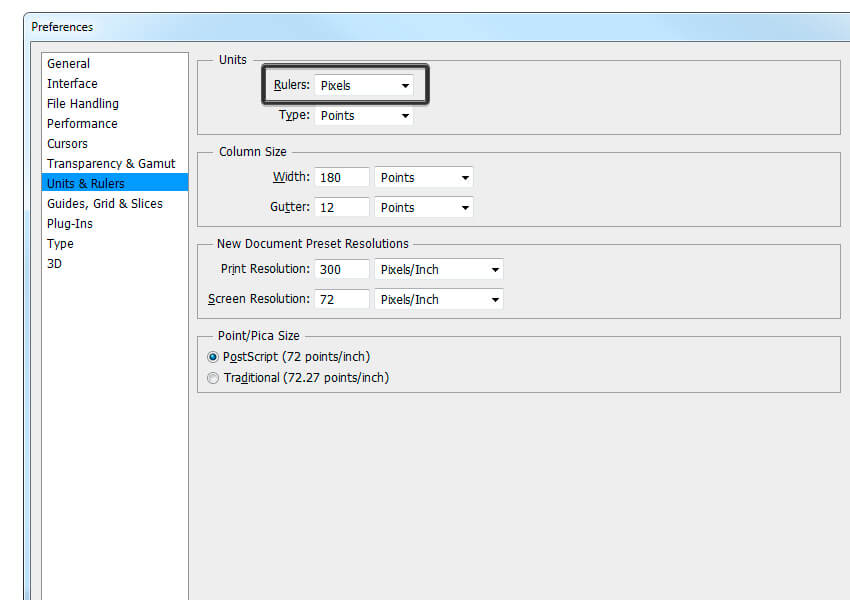 Preferences
General
Interface
File Handling
Performance
Cursors
Transparency & Gamut
Units & Rulers
Guides, Grid & Slices
Plug-Ins
Type
3D
Units
Rulers: Pixels
Type: Points
Column Size
Width: 180 Points
Gutter: 12 Points
New Document Preset Resolutions
Print Resolution: 300 Pixels/Inch
Screen Resolution: 72 Pixels/Inch
Point/Pica Size
PostScript (72 points/inch)
Traditional (72.27 points/inch)